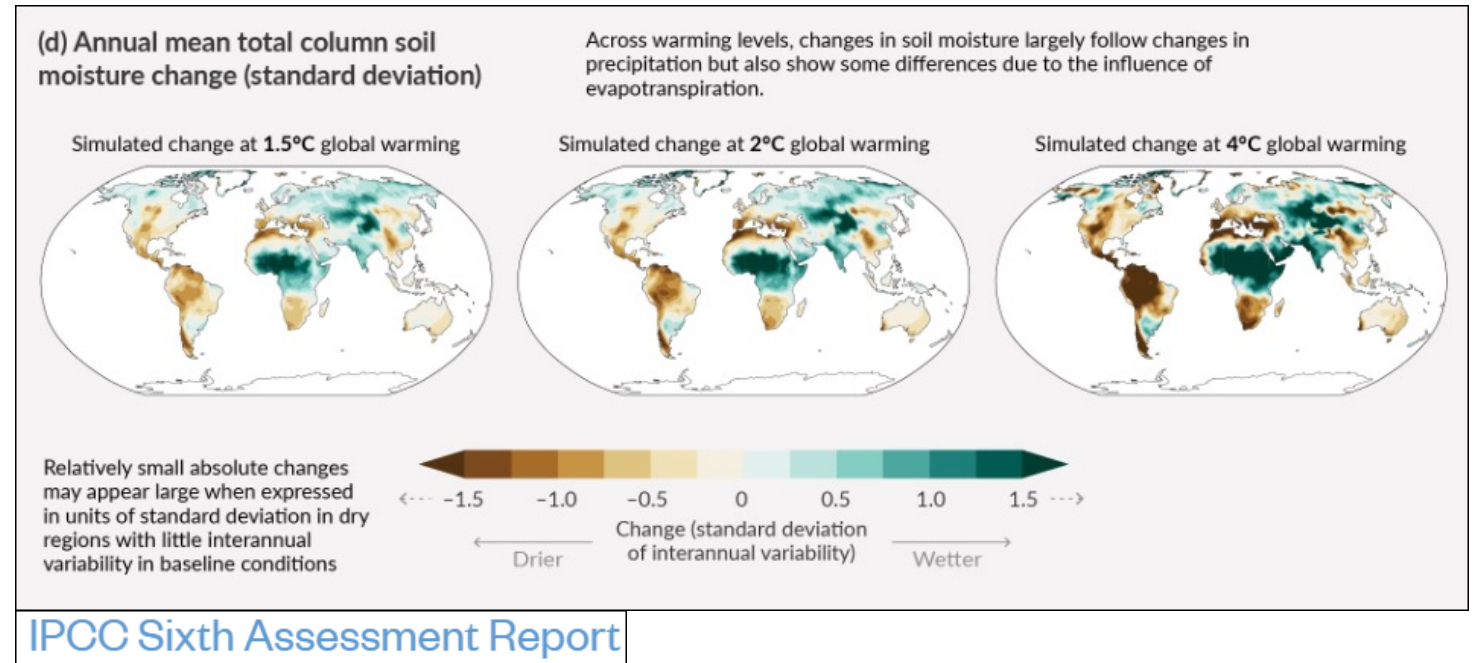 (d) Annual mean total column soil
moisture change (standard deviation)
Across warming levels, changes in soil moisture largely follow changes in
precipitation but also show some differences due to the influence of
evapotranspiration.
Simulated change at 1.5°C global warming
Simulated change at 2°C global warming
Simulated change at 4°C global warming
Relatively small absolute changes
may appear large when expressed
in units of standard deviation in dry
regions with little interannual
variability in baseline conditions
−1.5 −1.0 −0.5 0 0.5 1.0 1.5
Change (standard deviation
of interannual variability)
Drier
Wetter
IPCC Sixth Assessment Report